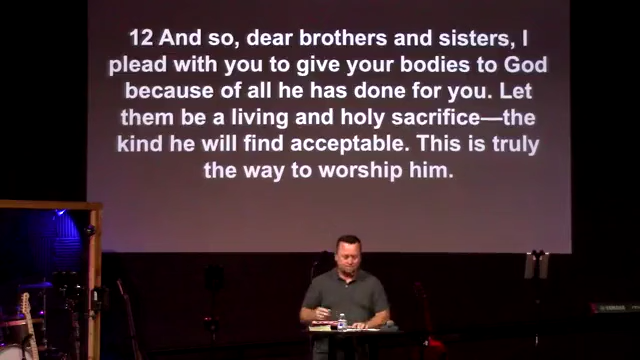 12 And so, dear brothers and sisters, I
plead with you to give your bodies to God
because of all he has done for you. Let
them be a living and holy sacrifice—the
kind he will find acceptable. This is truly
the way to worship him.
YAMAHA